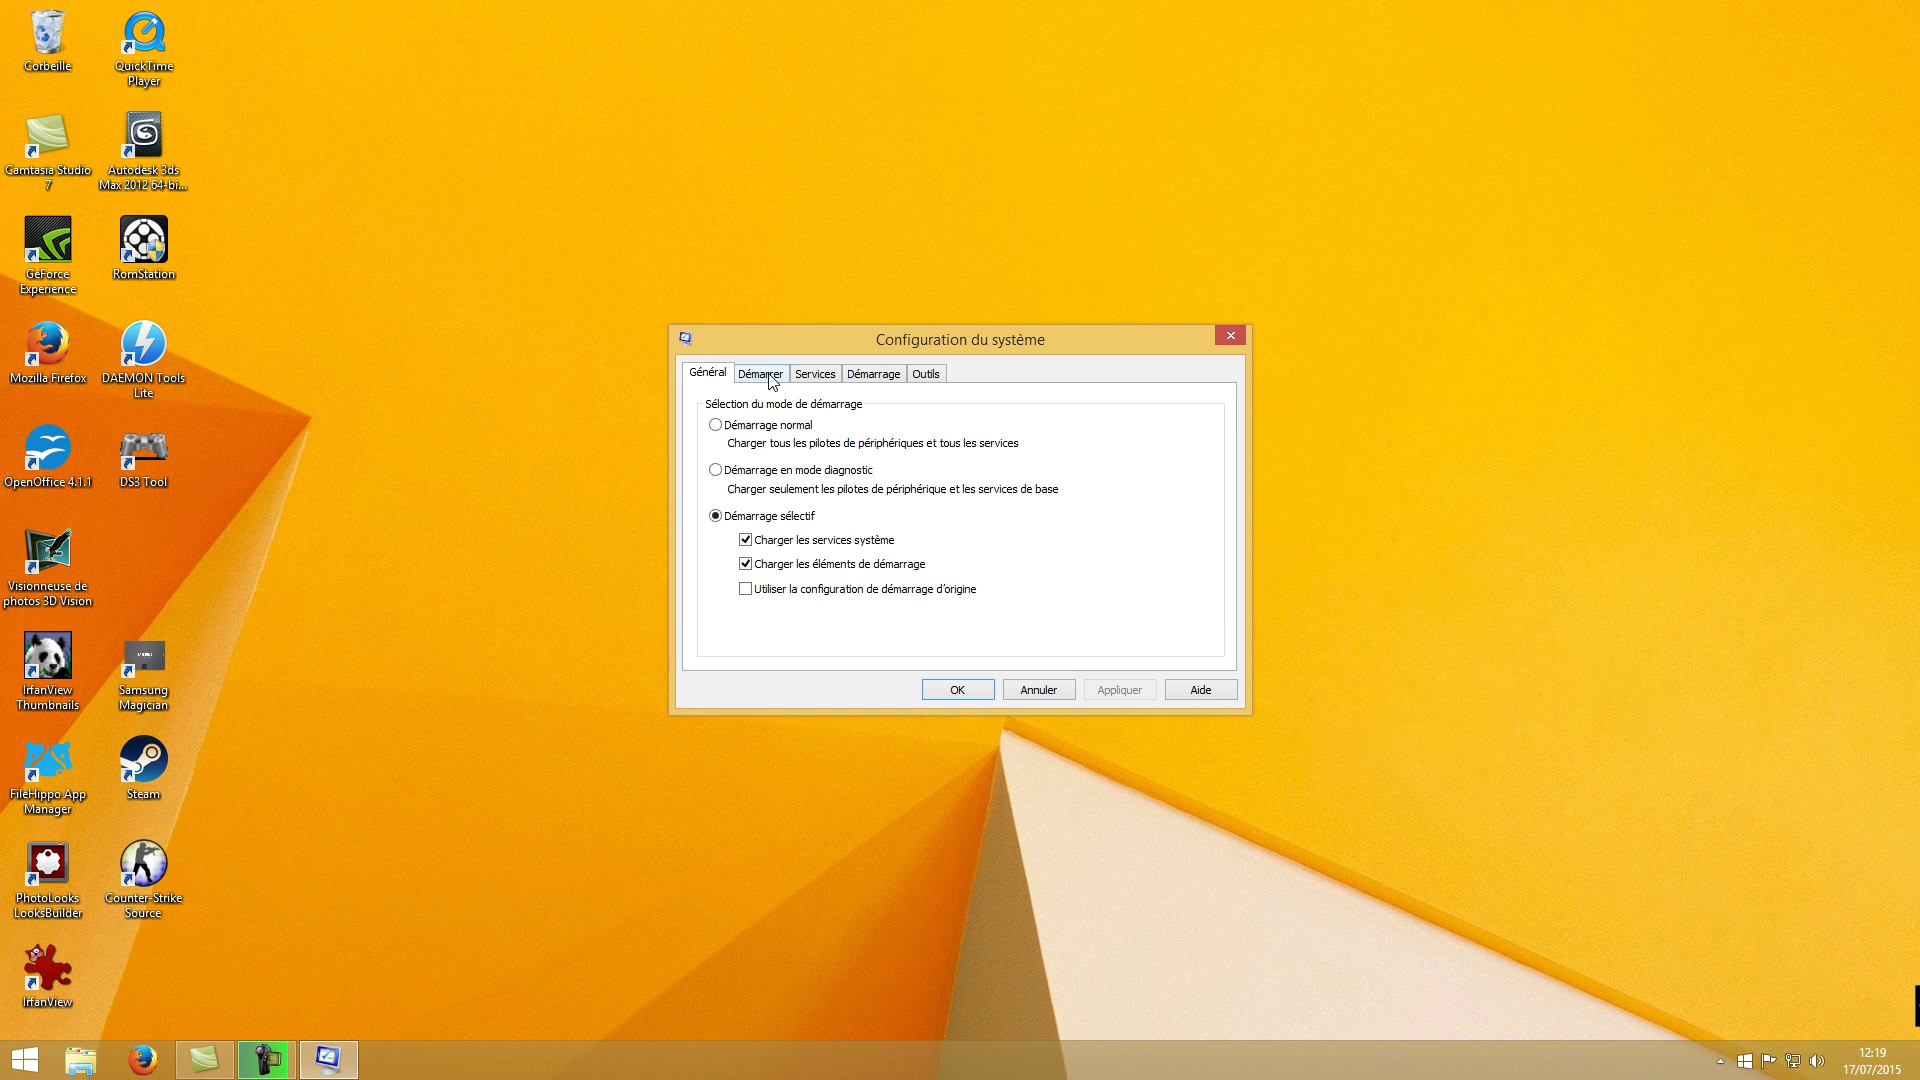 Corbeille
QuickTime
Player
Camtasia Studio
7
Autodesk 3ds
Max 2012 64-bi...
GeForce
Experience
RomStation
Mozilla Firefox
DAEMON Tools
Lite
OpenOffice 4.1.1
DS3 Tool
Visionneuse de
photos 3D Vision
IrfanView
Thumbnails
Samsung
Magician
FileHippo App
Manager
Steam
PhotoLooks
LooksBuilder
Counter-Strike
Source
IrfanView
Configuration du système
Général
Démarrer
Services
Démarrage
Outils
Sélection du mode de démarrage
Démarrage normal
Charger tous les pilotes de périphériques et tous les services
Démarrage en mode diagnostic
Charger seulement les pilotes de périphérique et les services de base
Démarrage sélectif
Charger les services système
Charger les éléments de démarrage
Utiliser la configuration de démarrage d'origine
OK
Annuler
Appliquer
Aide
12:19
17/07/2015